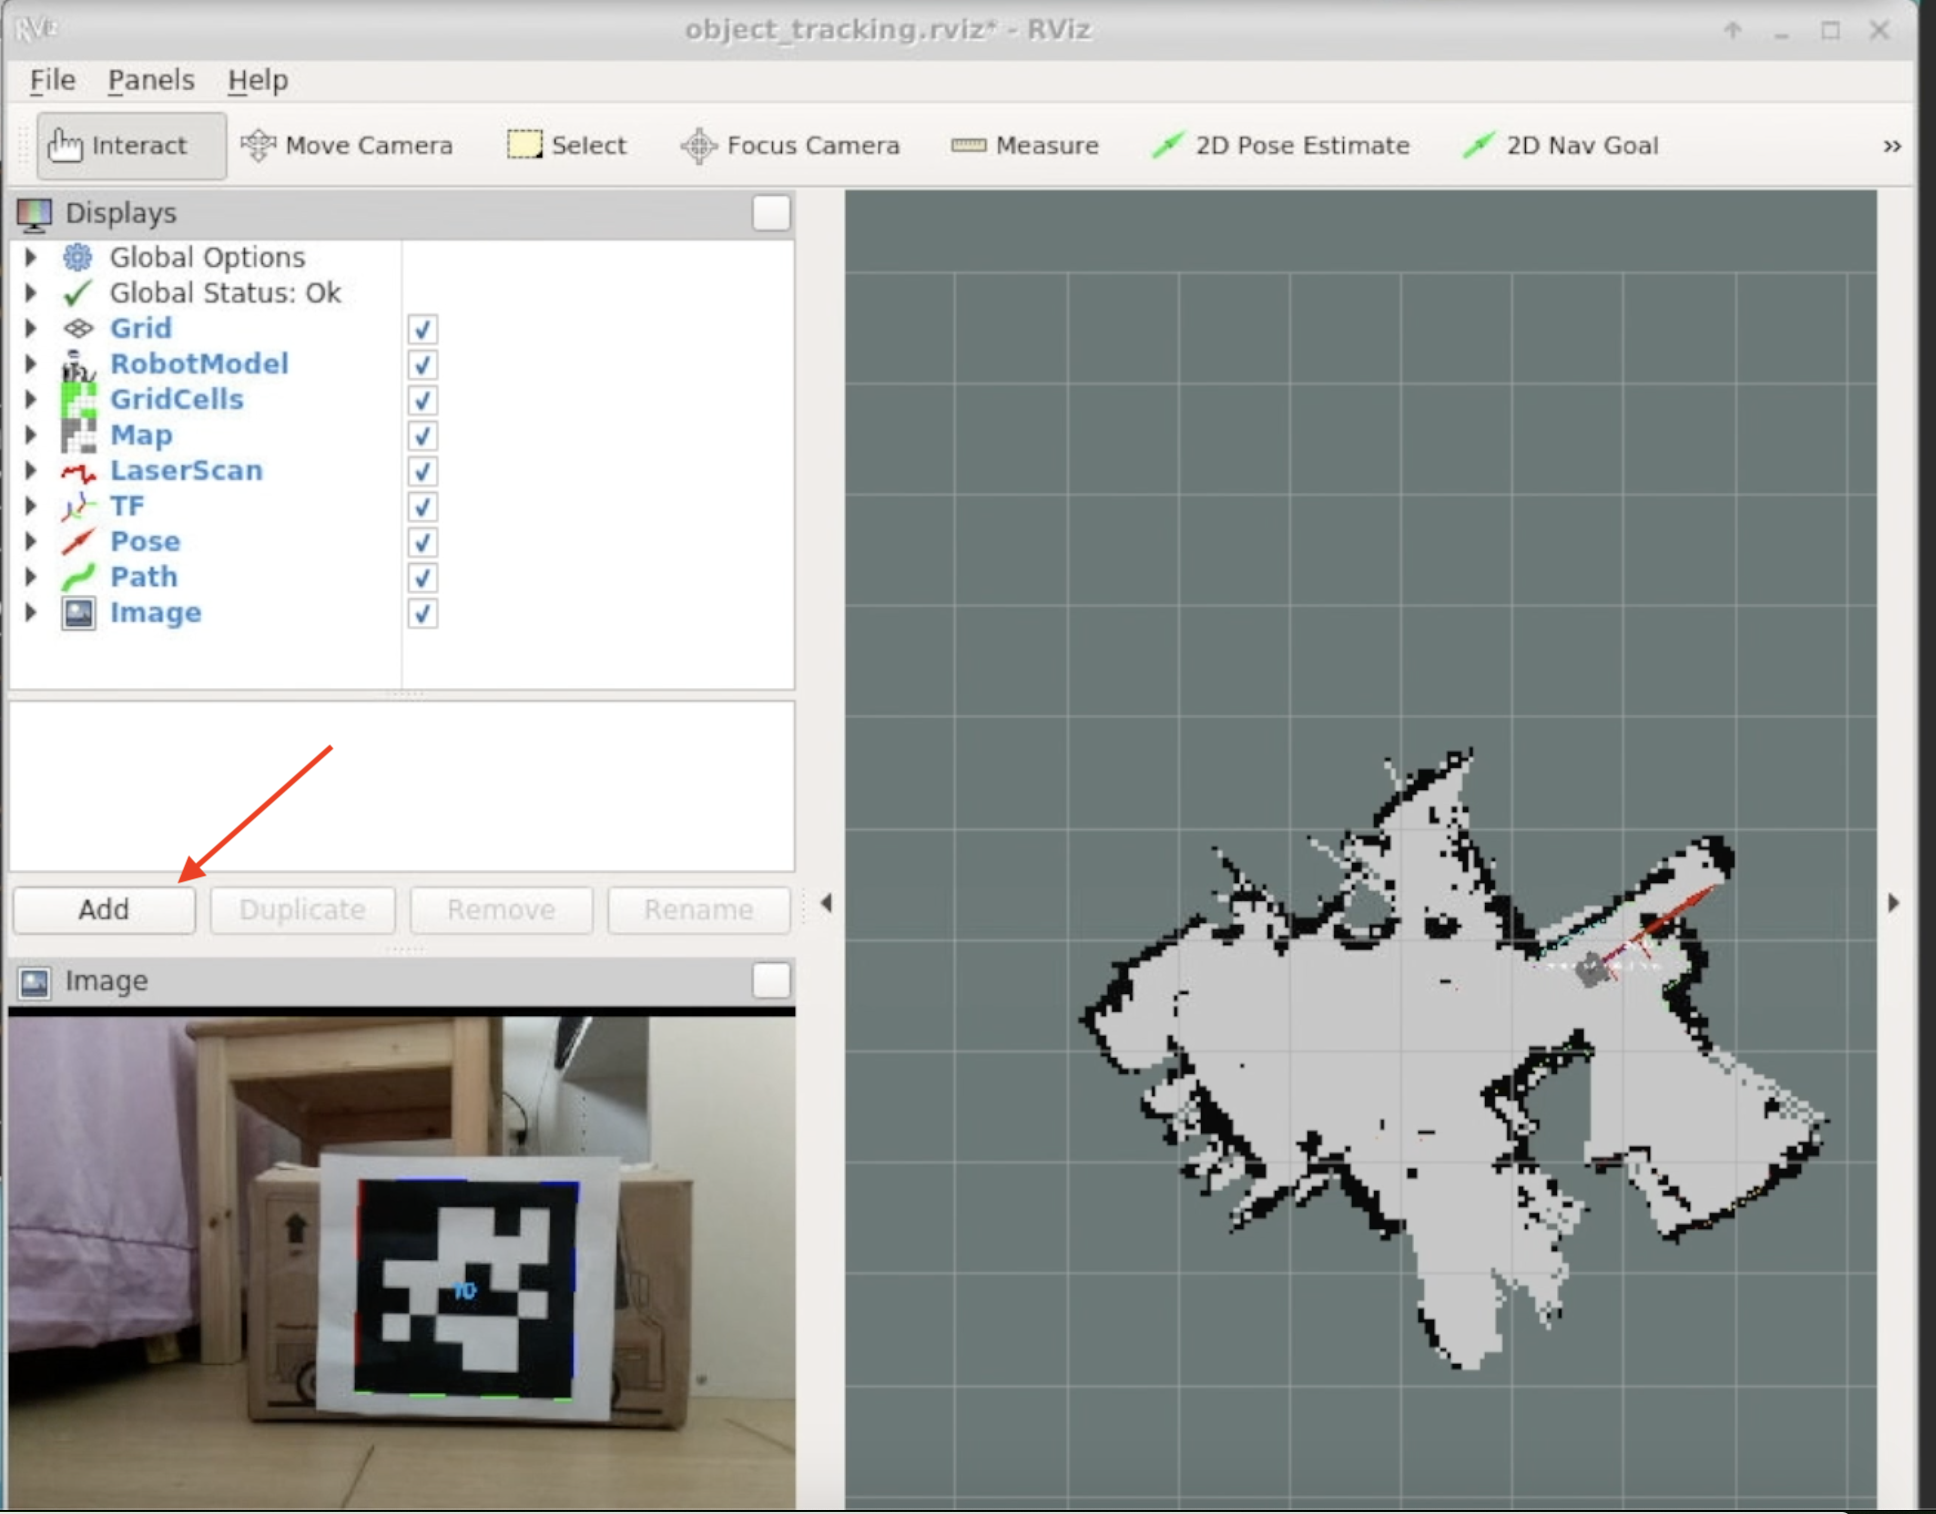 RViz
object_tracking.rviz* - RViz
File Panels Help
Interact Move Camera Select Focus Camera Measure 2D Pose Estimate 2D Nav Goal »
Displays
Global Options
Global Status: Ok
Grid
RobotModel
GridCells
Map
LaserScan
TF
Pose
Path
Image
Add Duplicate Remove Rename
Image
10